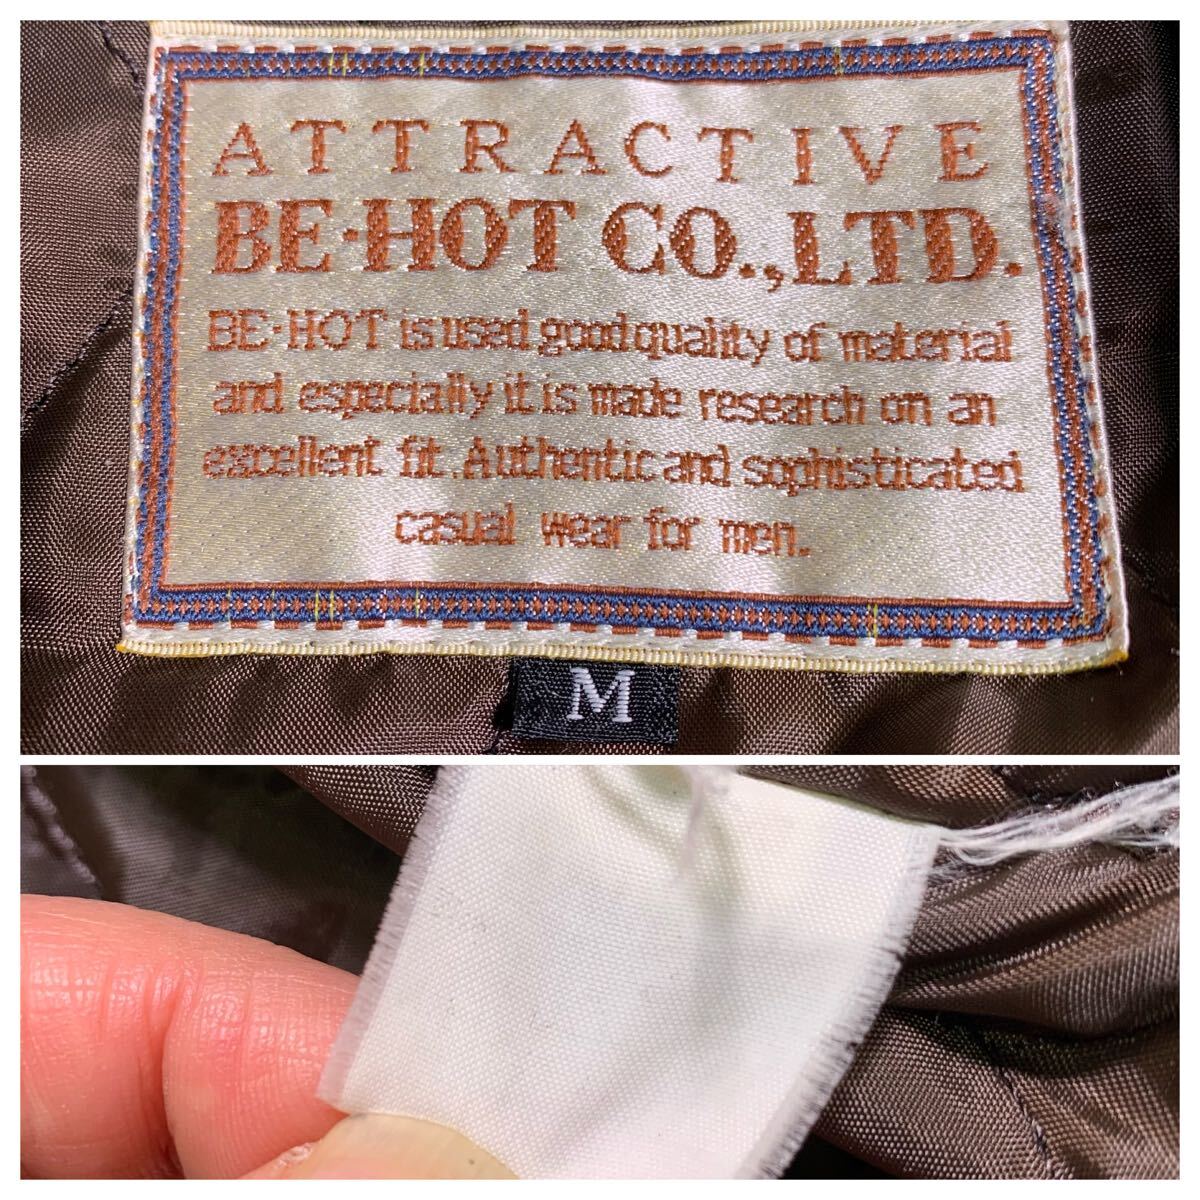 ATTRACTIVE
BE·HOT CO.,LTD.
BE·HOT is used good quality of material
and especially it is made research on an
excellent fit. Authentic and sophisticated
casual wear for men.
M